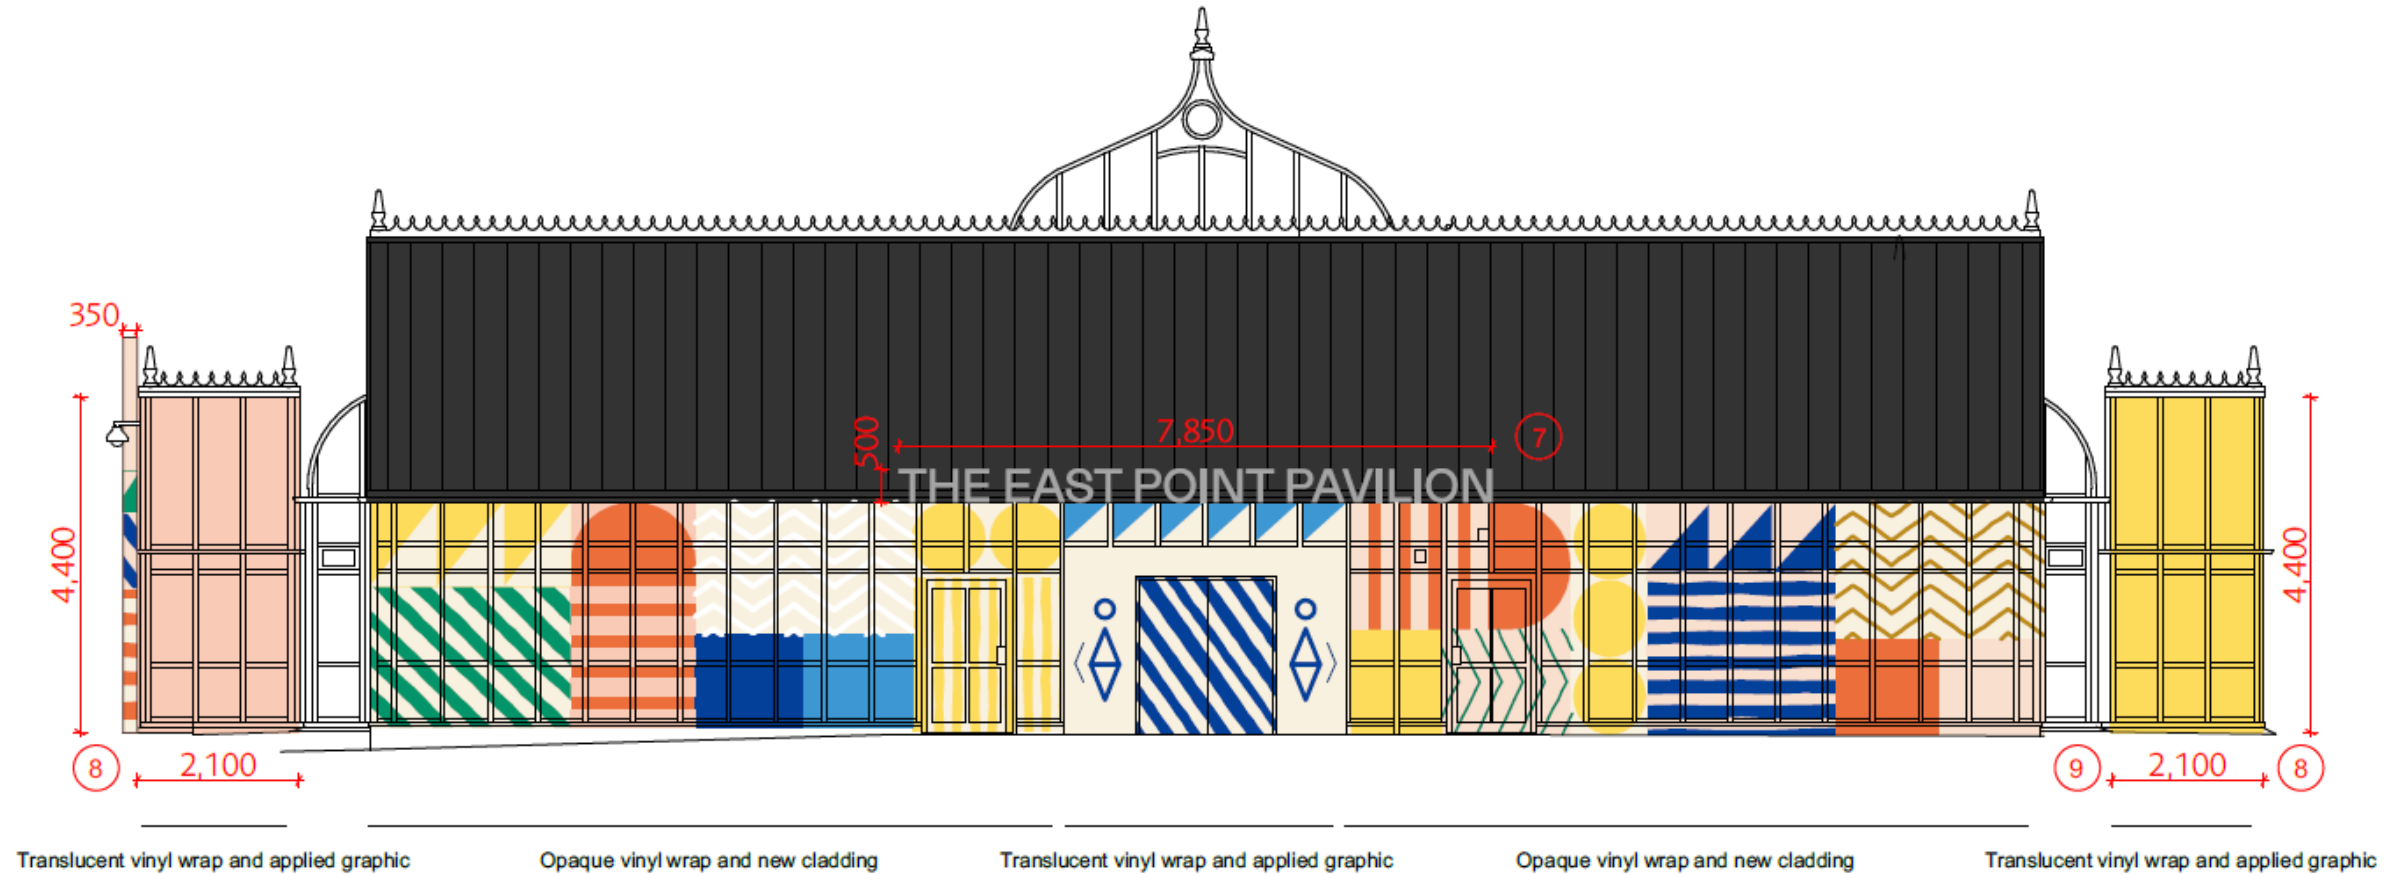 350
500
7,850
7
THE EAST POINT PAVILION
4,400
4,400
8
2,100
9
2,100
8
Translucent vinyl wrap and applied graphic
Opaque vinyl wrap and new cladding
Translucent vinyl wrap and applied graphic
Opaque vinyl wrap and new cladding
Translucent vinyl wrap and applied graphic